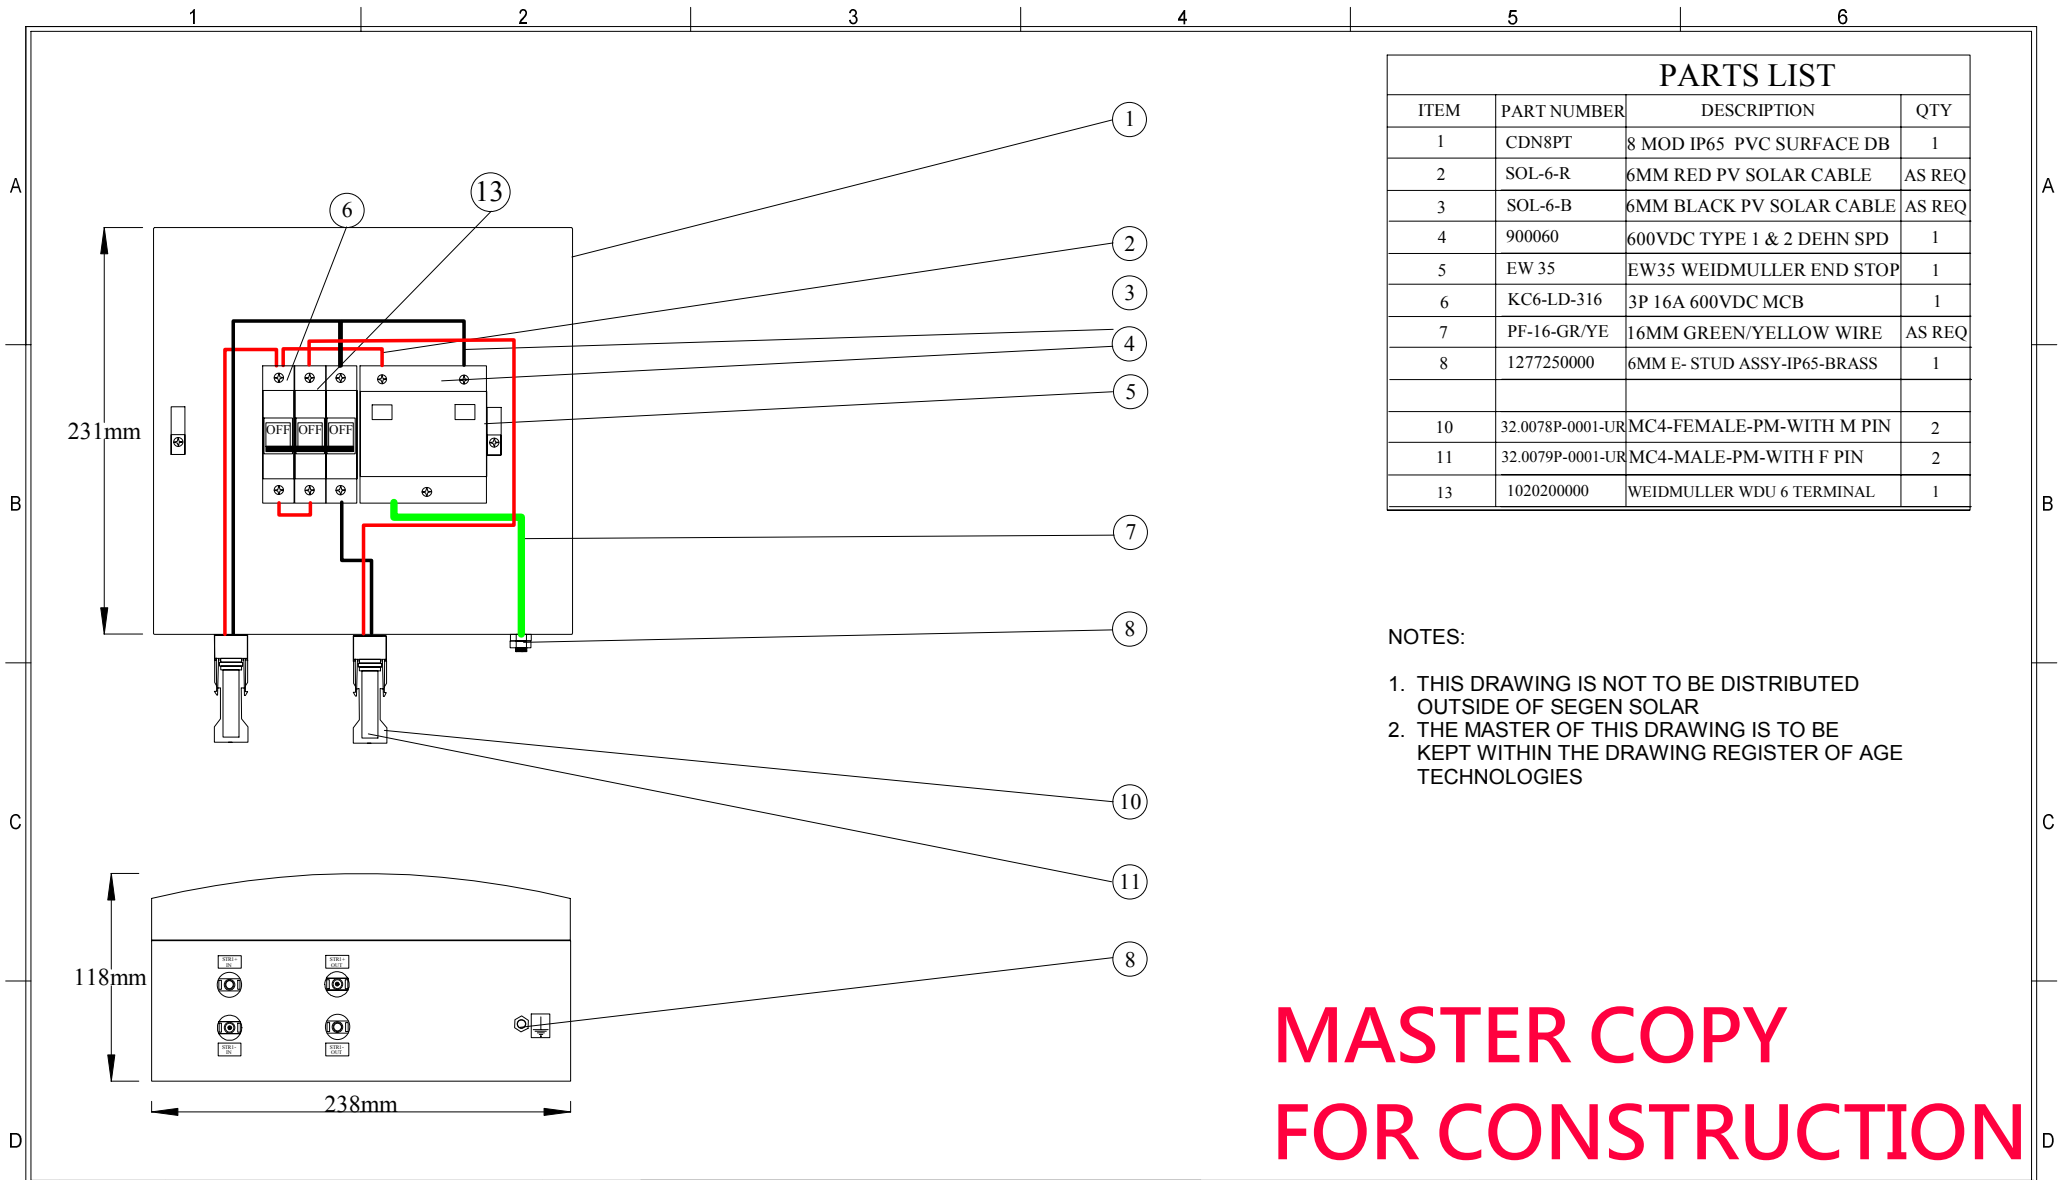 1 2 3 4 5 6
A
B
C
D
A
B
C
D
1
13
6
2
3
4
5
7
8
10
11
8
231mm
OFF OFF OFF
118mm
238mm
STR1+
IN
STR1+
OUT
STR1-
IN
STR1-
OUT
PARTS LIST
ITEM PART NUMBER DESCRIPTION QTY
1 CDN8PT 8 MOD IP65 PVC SURFACE DB 1
2 SOL-6-R 6MM RED PV SOLAR CABLE AS REQ
3 SOL-6-B 6MM BLACK PV SOLAR CABLE AS REQ
4 900060 600VDC TYPE 1 & 2 DEHN SPD 1
5 EW 35 EW35 WEIDMULLER END STOP 1
6 KC6-LD-316 3P 16A 600VDC MCB 1
7 PF-16-GR/YE 16MM GREEN/YELLOW WIRE AS REQ
8 1277250000 6MM E- STUD ASSY-IP65-BRASS 1
10 32.0078P-0001-UR MC4-FEMALE-PM-WITH M PIN 2
11 32.0079P-0001-UR MC4-MALE-PM-WITH F PIN 2
13 1020200000 WEIDMULLER WDU 6 TERMINAL 1
NOTES:
1. THIS DRAWING IS NOT TO BE DISTRIBUTED
OUTSIDE OF SEGEN SOLAR
2. THE MASTER OF THIS DRAWING IS TO BE
KEPT WITHIN THE DRAWING REGISTER OF AGE
TECHNOLOGIES
MASTER COPY
FOR CONSTRUCTION